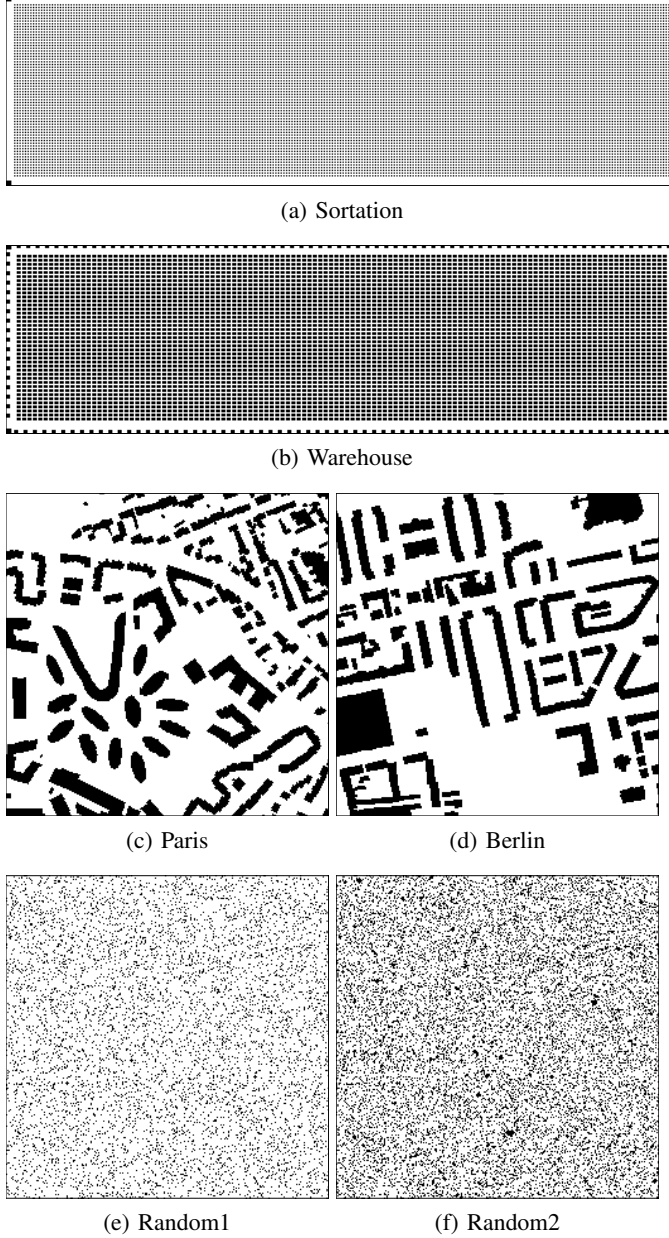 (a) Sortation
(b) Warehouse
(c) Paris
(d) Berlin
(e) Random1
(f) Random2